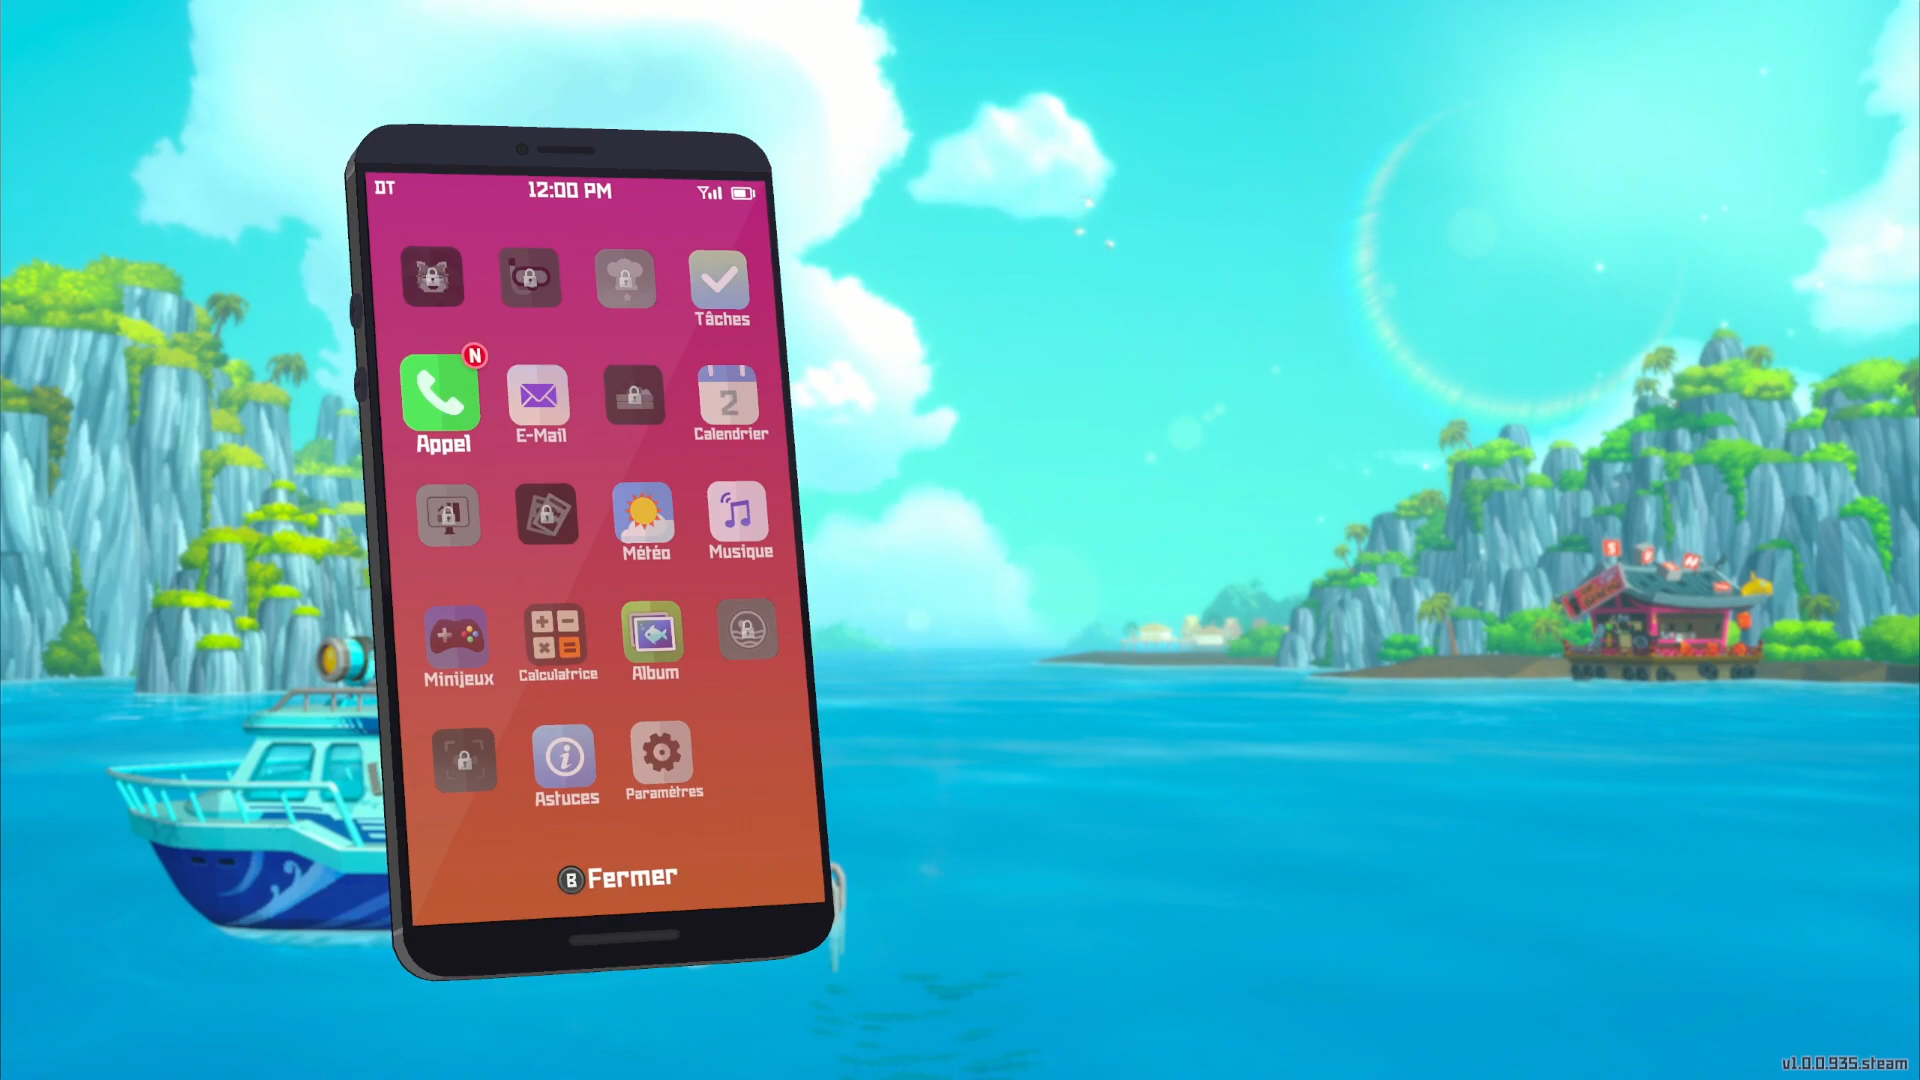 DT 12:00 PM
Tâches
N
Appel
E-Mail
2
Calendrier
Météo
Musique
Minijeux
Calculatrice
Album
Astuces
Paramètres
B Fermer
v1.0.0.935.steam